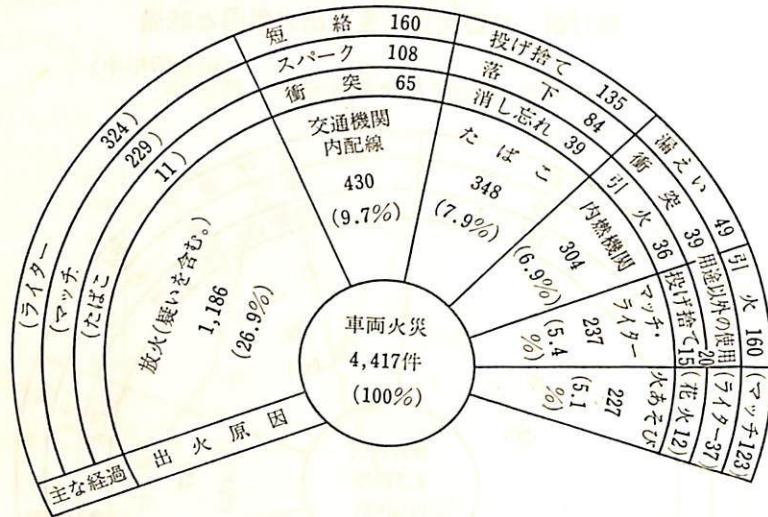 車両火災
4,417件
(100%)
出火原因
主な経過
放火(疑いを含む。)
1,186
(26.9%)
(ライター 324)
(マッチ 229)
(たばこ 11)
交通機関
内配線
430
(9.7%)
短絡 160
スパーク 108
衝突 65
たばこ
348
(7.9%)
投げ捨て 135
落下 84
消し忘れ 39
内燃機関
304
(6.9%)
漏えい 49
衝突 39
引火 36
マッチ・
ライター
237
(5.4
%)
引火 160
用途以外の使用 20
投げ捨て 15
火あそび
227
(5.1
%)
(マッチ 123)
(ライター 37)
(花火 12)